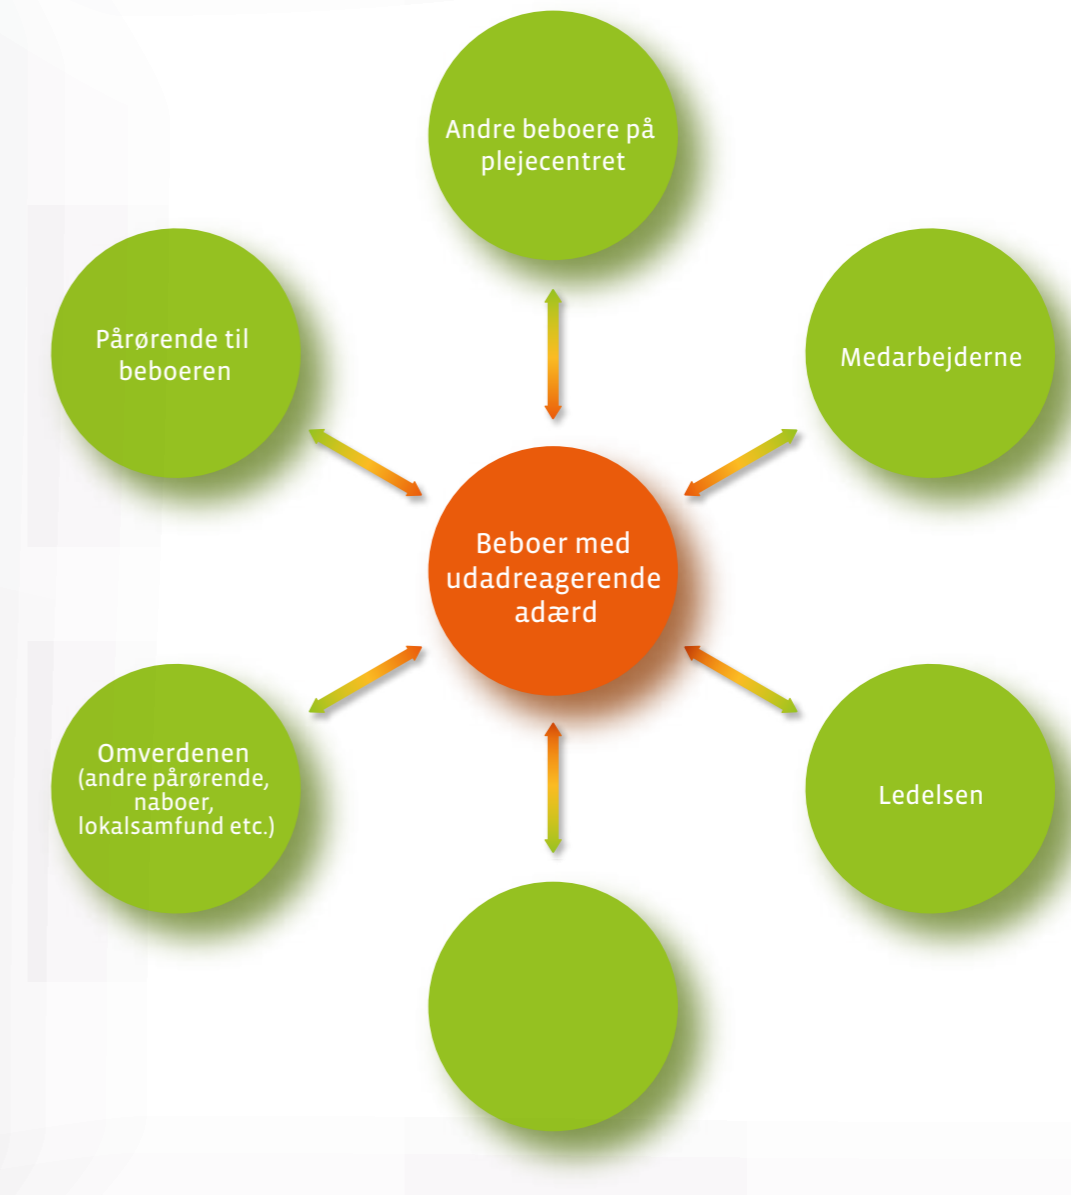 Andre beboere på
plejecentret
Pårørende til
beboeren
Medarbejderne
Beboer med
udadreagerende
adærd
Omverdenen
(andre pårørende,
naboer,
lokalsamfund etc.)
Ledelsen